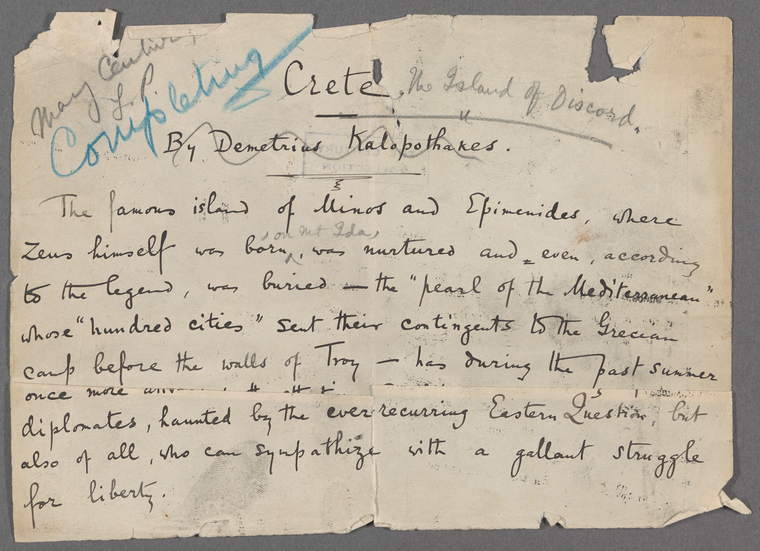 May Century
L. P.
Completing
Crete, "The Island of Discord."
By Demetrius Kalopothakes.
The famous island of Minos and Epimenides, where
Zeus himself was born, on Mt Ida, was nurtured and even, according
to the legend, was buried — the "pearl of the Mediterranean"
whose "hundred cities" sent their contingents to the Grecian
camp before the walls of Troy — has during the past summer
once more
diplomates, haunted by the ever-recurring Eastern Question, but
also of all, who can sympathize with a gallant struggle
for liberty.